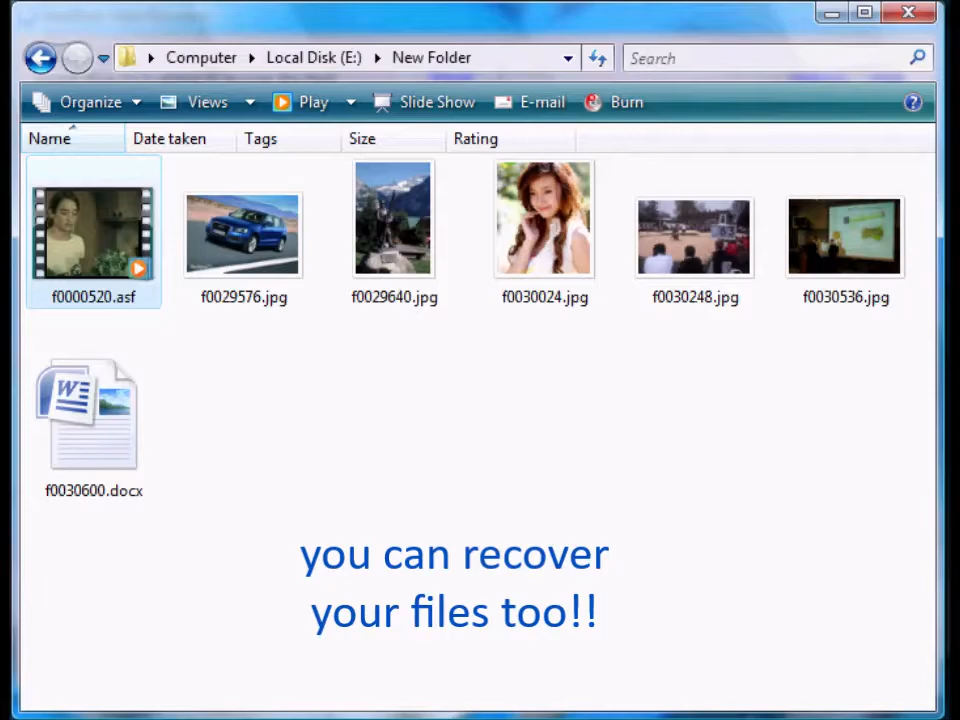 Computer Local Disk (E:) New Folder Search
Organize Views Play Slide Show E-mail Burn ?
Name Date taken Tags Size Rating
f0000520.asf f0029576.jpg f0029640.jpg f0030024.jpg f0030248.jpg f0030536.jpg
W
f0030600.docx
you can recover
your files too!!